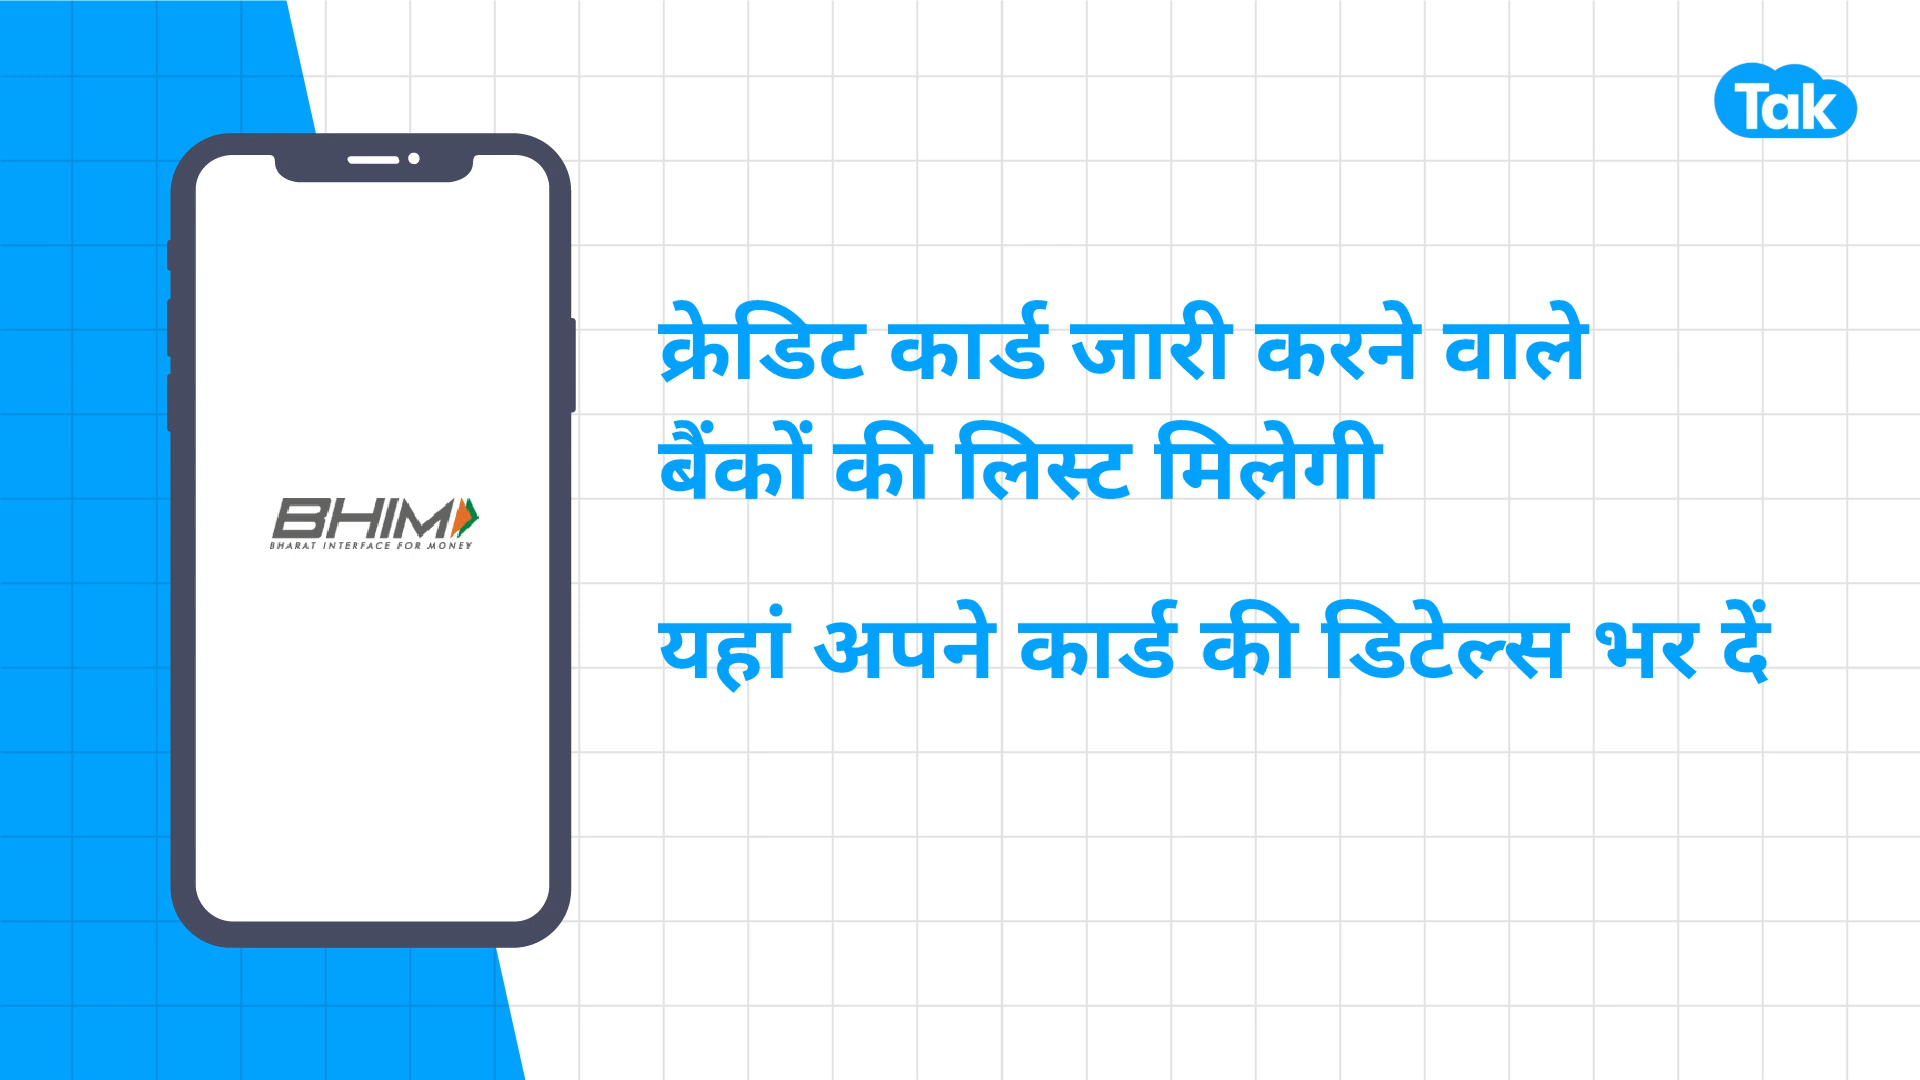 Tak
क्रेडिट कार्ड जारी करने वाले
बैंकों की लिस्ट मिलेगी
BHIM
BHARAT INTERFACE FOR MONEY
यहां अपने कार्ड की डिटेल्स भर दें